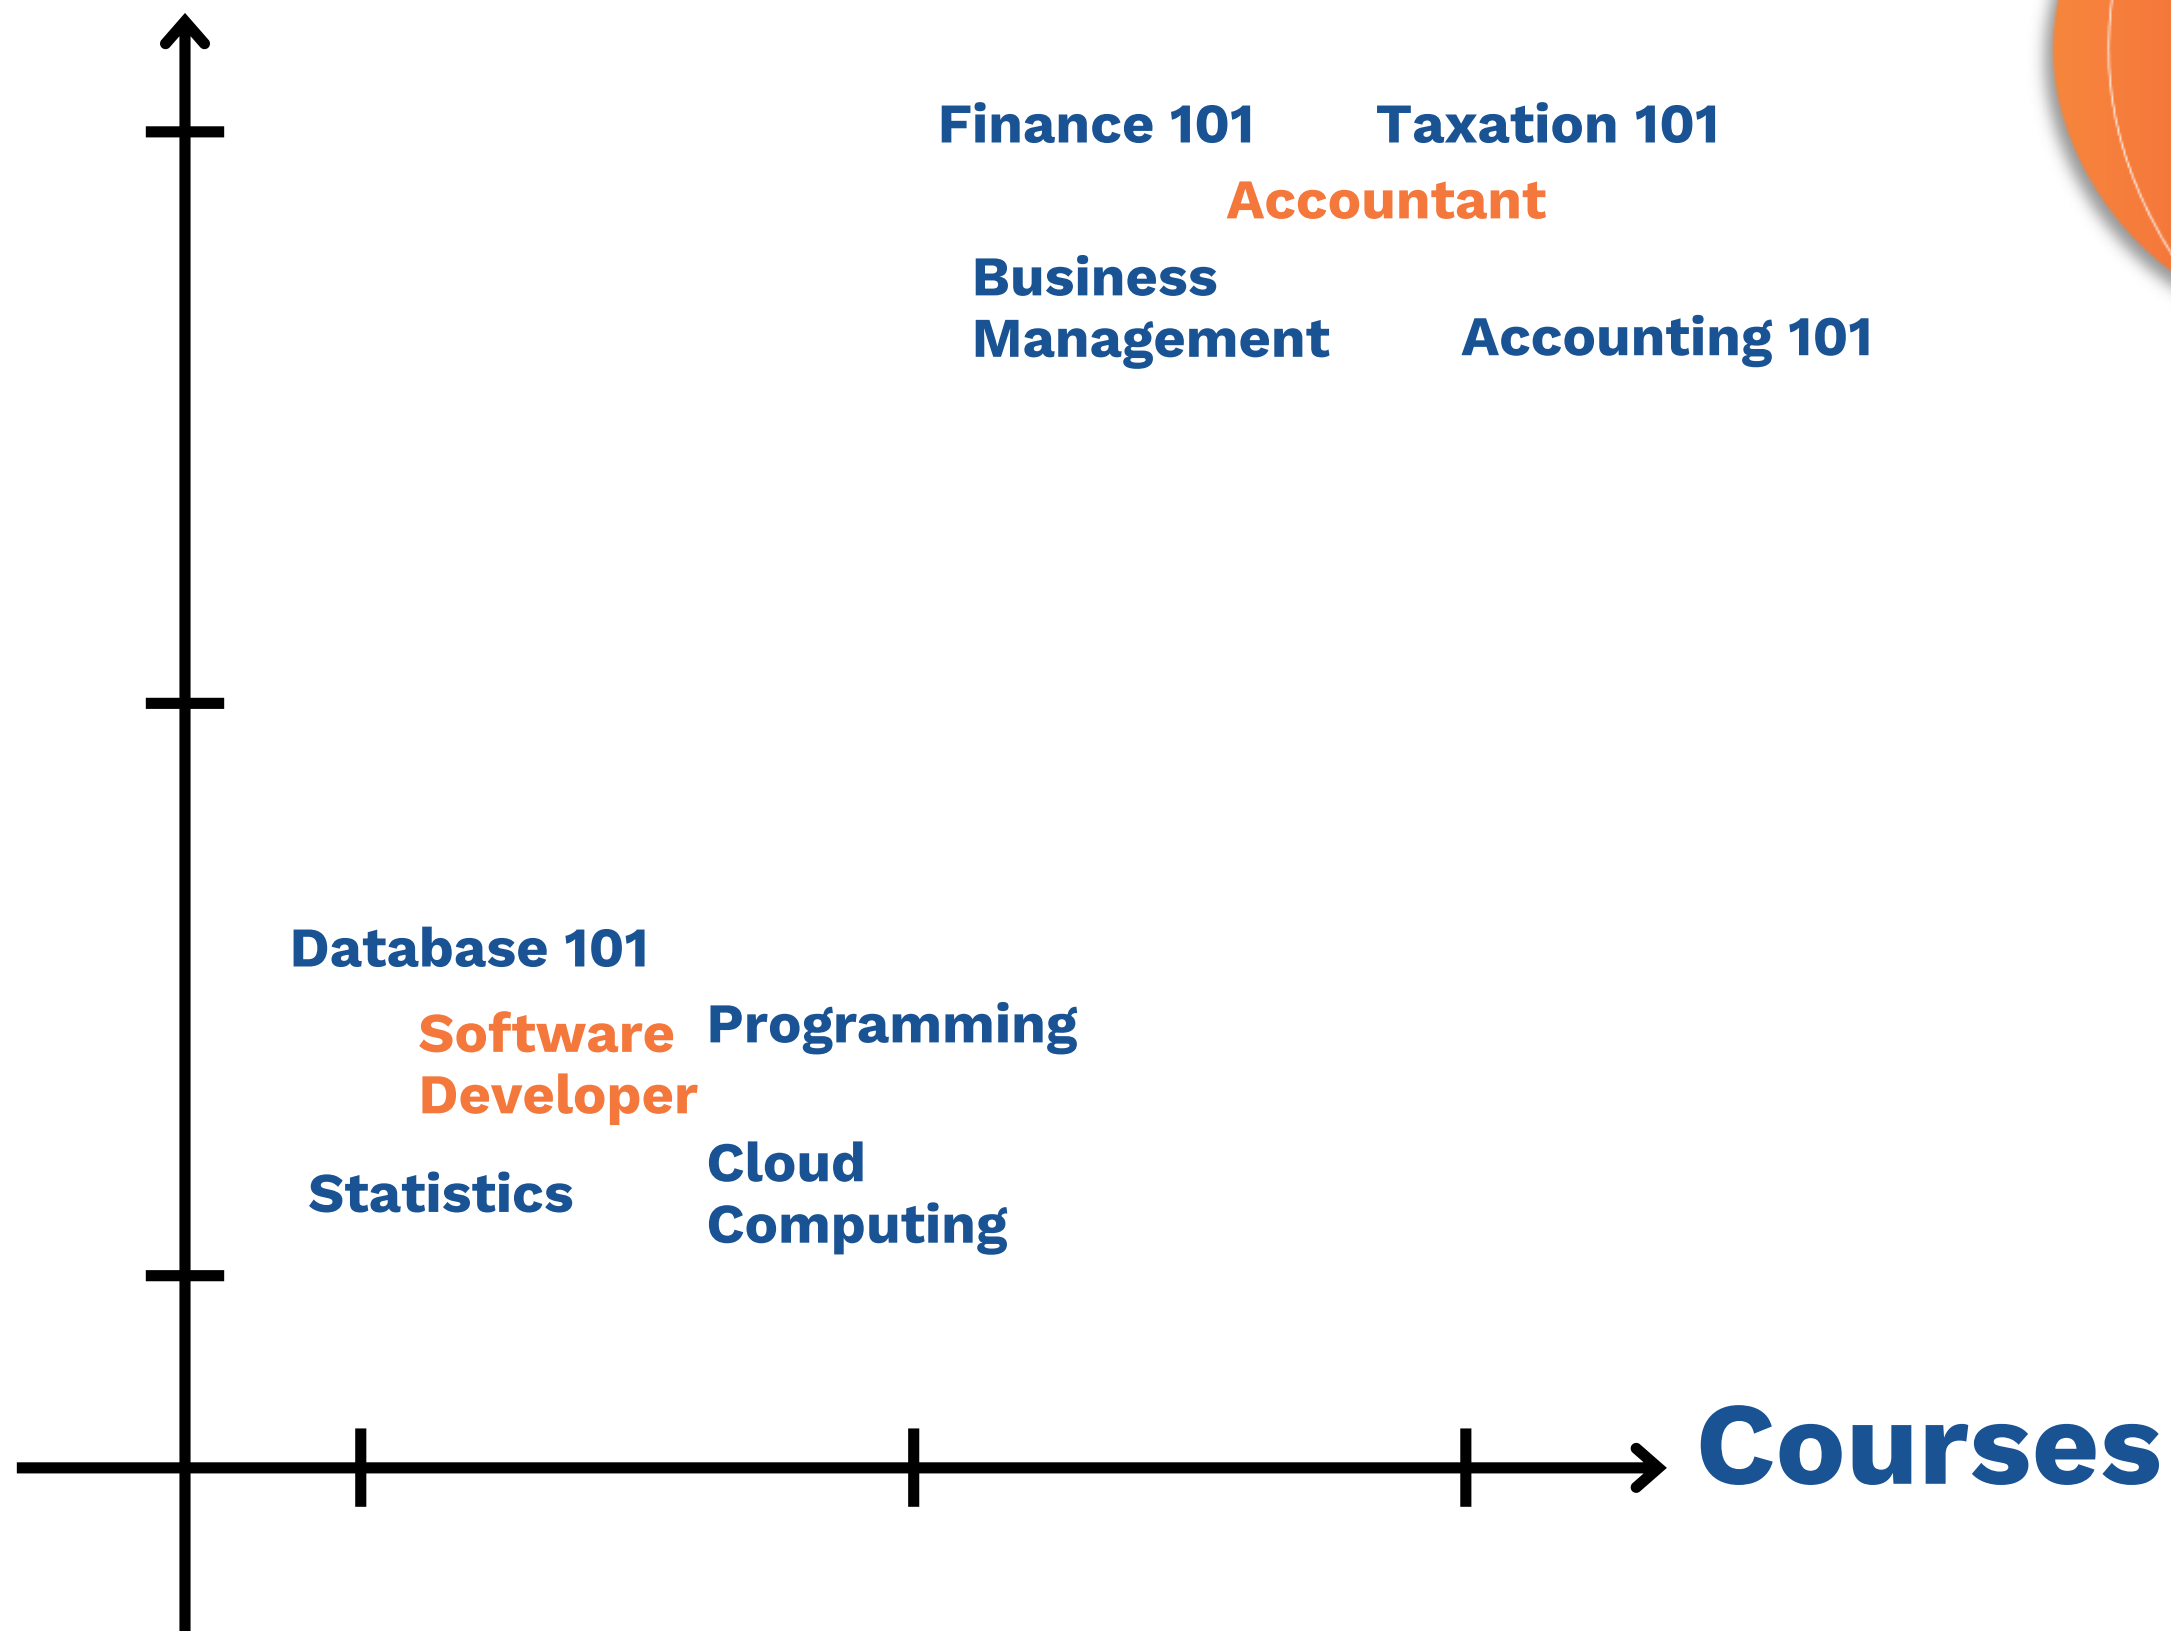 Finance 101
Taxation 101
Accountant
Business
Management
Accounting 101
Database 101
Software
Developer
Programming
Statistics
Cloud
Computing
Courses